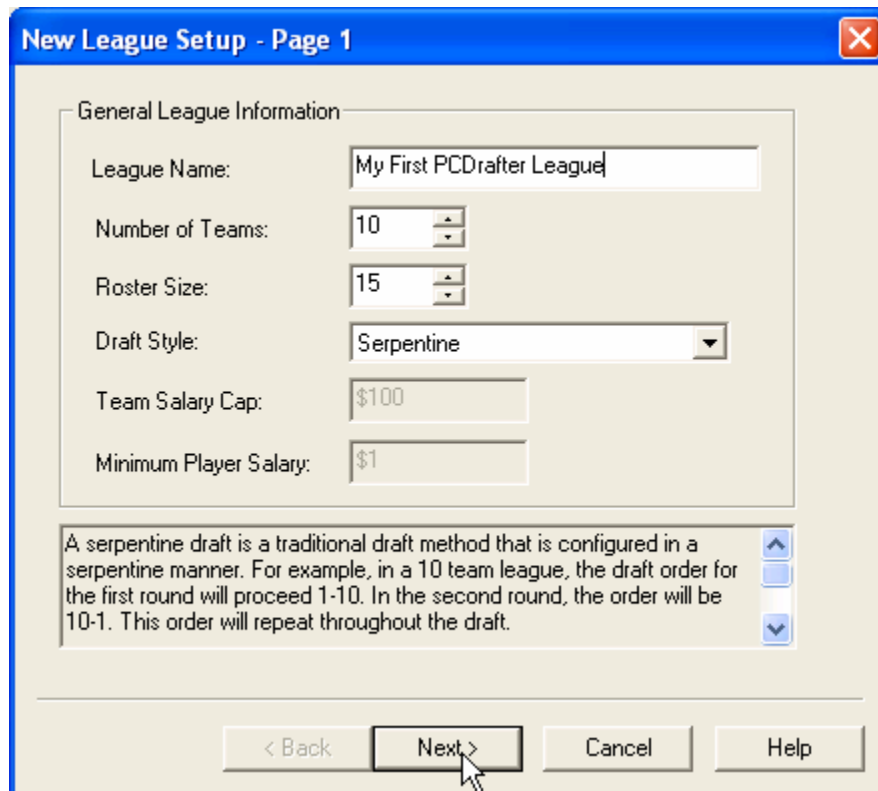 New League Setup - Page 1
General League Information
League Name: My First PCDrafter League
Number of Teams: 10
Roster Size: 15
Draft Style: Serpentine
Team Salary Cap: $100
Minimum Player Salary: $1
A serpentine draft is a traditional draft method that is configured in a
serpentine manner. For example, in a 10 team league, the draft order for
the first round will proceed 1-10. In the second round, the order will be
10-1. This order will repeat throughout the draft.
< Back Next > Cancel Help